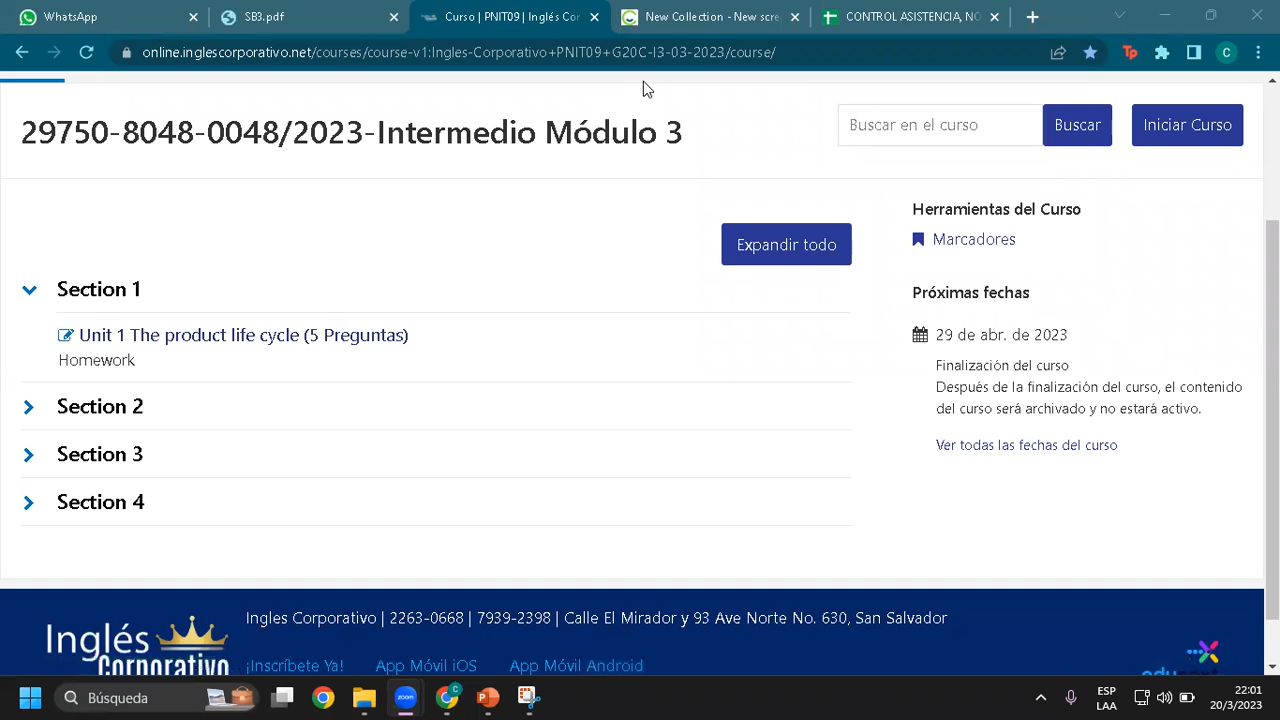 WhatsApp
SB3.pdf
Curso | PNIT09 | Inglés Cor
New Collection - New scre
CONTROL ASISTENCIA, NO
online.inglescorporativo.net/courses/course-v1:Ingles-Corporativo+PNIT09+G20C-I3-03-2023/course/
Tp
C
29750-8048-0048/2023-Intermedio Módulo 3
Buscar en el curso
Buscar
Iniciar Curso
Expandir todo
Section 1
Unit 1 The product life cycle (5 Preguntas)
Homework
Section 2
Section 3
Section 4
Herramientas del Curso
Marcadores
Próximas fechas
29 de abr. de 2023
Finalización del curso
Después de la finalización del curso, el contenido
del curso será archivado y no estará activo.
Ver todas las fechas del curso
Inglés
Corporativo
Ingles Corporativo | 2263-0668 | 7939-2398 | Calle El Mirador y 93 Ave Norte No. 630, San Salvador
¡Inscríbete Ya!
App Móvil iOS
App Móvil Android
Búsqueda
zoom
C
ESP
LAA
22:01
20/3/2023